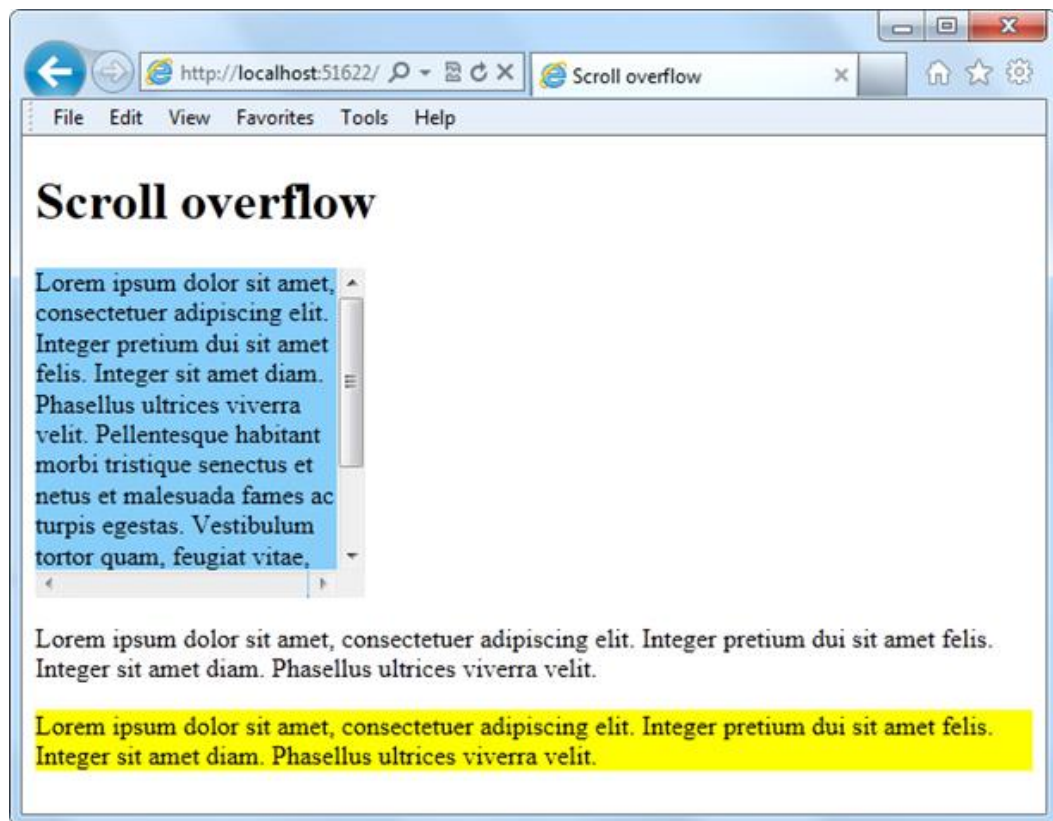 http://localhost:51622/
Scroll overflow
File Edit View Favorites Tools Help
Scroll overflow
Lorem ipsum dolor sit amet,
consectetuer adipiscing elit.
Integer pretium dui sit amet
felis. Integer sit amet diam.
Phasellus ultrices viverra
velit. Pellentesque habitant
morbi tristique senectus et
netus et malesuada fames ac
turpis egestas. Vestibulum
tortor quam, feugiat vitae,
Lorem ipsum dolor sit amet, consectetuer adipiscing elit. Integer pretium dui sit amet felis.
Integer sit amet diam. Phasellus ultrices viverra velit.
Lorem ipsum dolor sit amet, consectetuer adipiscing elit. Integer pretium dui sit amet felis.
Integer sit amet diam. Phasellus ultrices viverra velit.